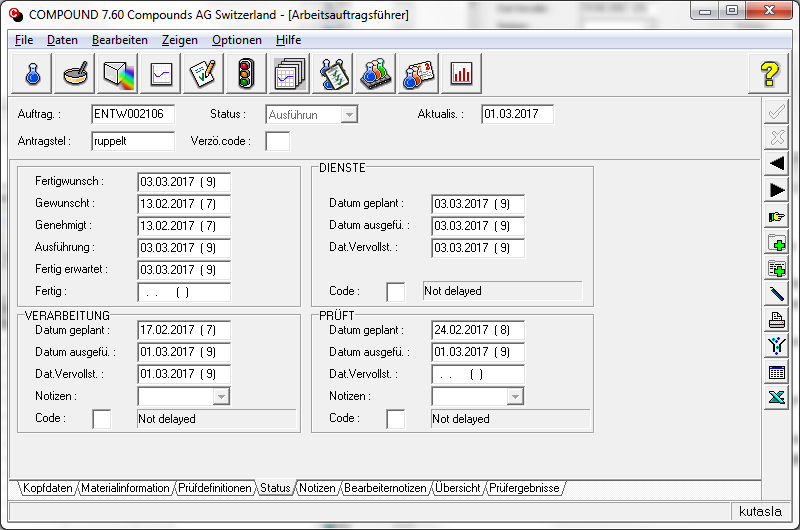 COMPOUND 7.60 Compounds AG Switzerland - [Arbeitsauftragsführer]
File Daten Bearbeiten Zeigen Optionen Hilfe
Auftrag. : ENTW002106 Status : Ausführun Aktualis. : 01.03.2017
Antragstel : ruppelt Verzö.code :
Fertigwunsch : 03.03.2017 ( 9)
Gewunscht : 13.02.2017 ( 7)
Genehmigt : 13.02.2017 ( 7)
Ausführung : 03.03.2017 ( 9)
Fertig erwartet : 03.03.2017 ( 9)
Fertig : . . ( )
DIENSTE
Datum geplant : 03.03.2017 ( 9)
Datum ausgefü. : 03.03.2017 ( 9)
Dat.Vervollst. : 03.03.2017 ( 9)
Code : Not delayed
VERARBEITUNG
Datum geplant : 17.02.2017 ( 7)
Datum ausgefü. : 01.03.2017 ( 9)
Dat.Vervollst. : 01.03.2017 ( 9)
Notizen :
Code : Not delayed
PRÜFT
Datum geplant : 24.02.2017 ( 8)
Datum ausgefü. : 01.03.2017 ( 9)
Dat.Vervollst. : . . ( )
Notizen :
Code : Not delayed
Kopfdaten Materialinformation Prüfdefinitionen Status Notizen Bearbeiternotizen Übersicht Prüfergebnisse
kutasla